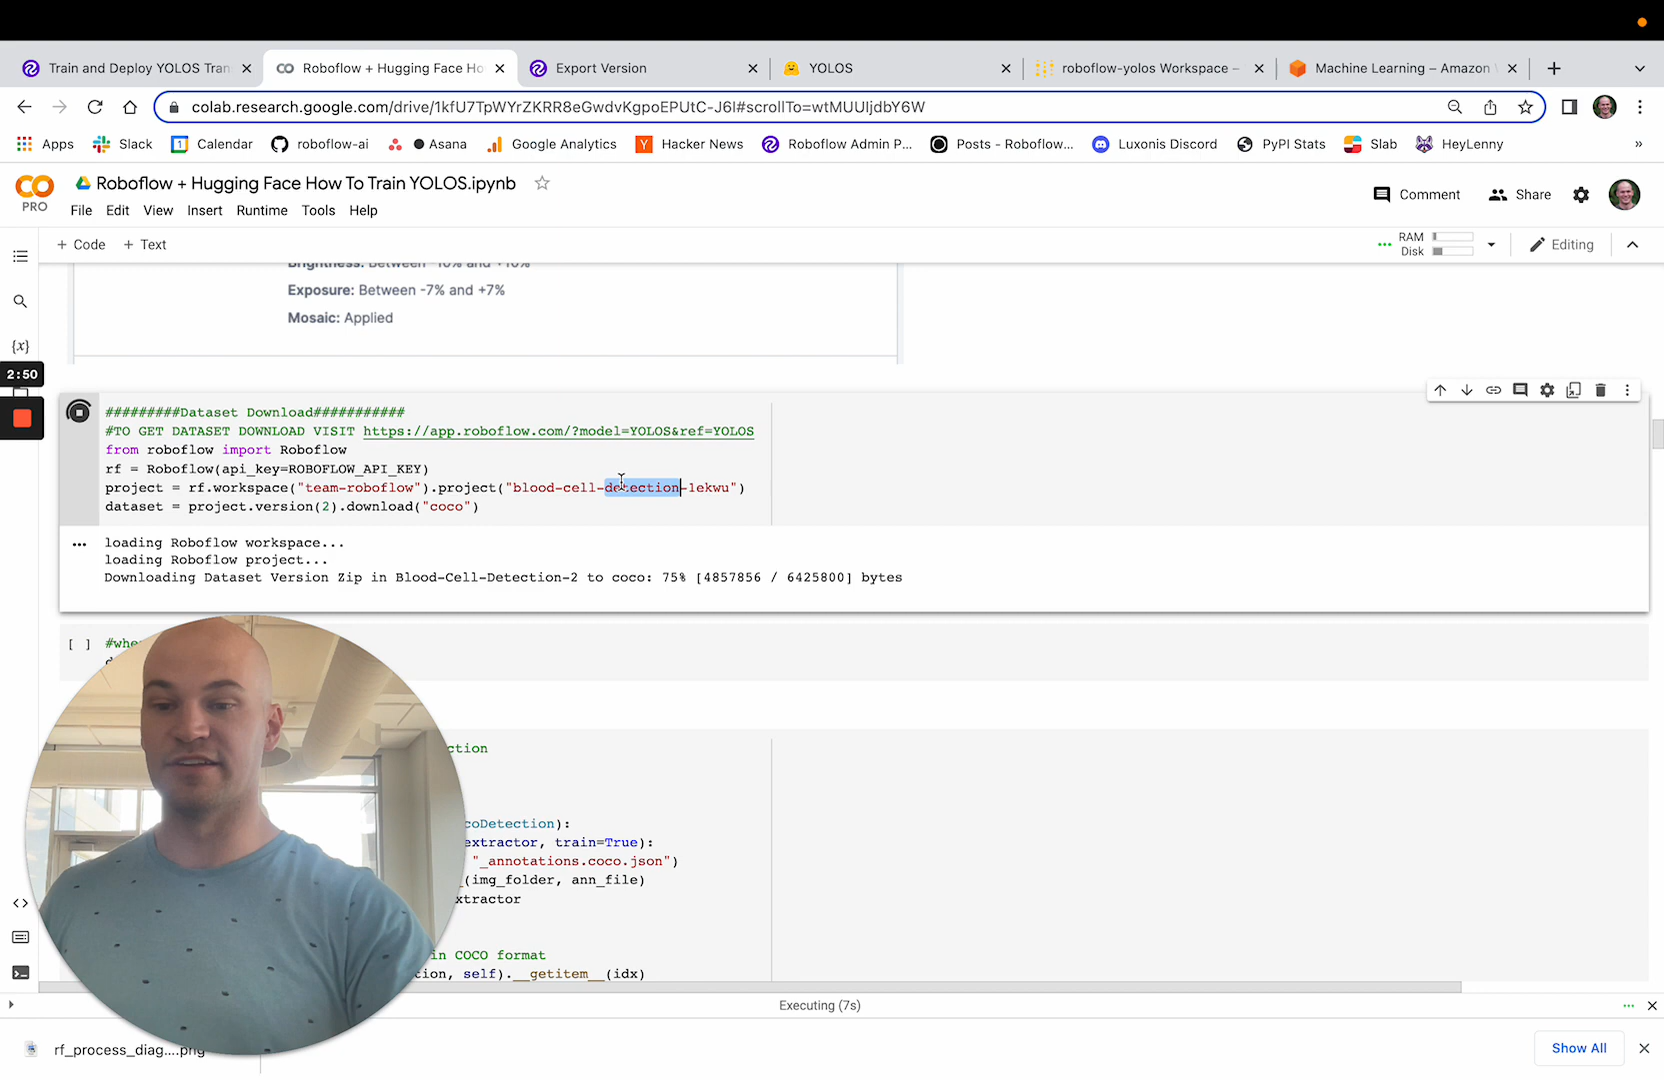 Train and Deploy YOLOS Tran
Roboflow + Hugging Face Ho
Export Version
YOLOS
roboflow-yolos Workspace –
Machine Learning – Amazon
colab.research.google.com/drive/1kfU7TpWYrZKRR8eGwdvKgpoEPUtC-J6I#scrollTo=wtMUUljdbY6W
Apps
Slack
Calendar
roboflow-ai
Asana
Google Analytics
Hacker News
Roboflow Admin P...
Posts - Roboflow...
Luxonis Discord
PyPI Stats
Slab
HeyLenny
»
PRO
Roboflow + Hugging Face How To Train YOLOS.ipynb
Comment
Share
File Edit View Insert Runtime Tools Help
+ Code + Text
RAM
Disk
Editing
Brightness: Between -10% and +10%
Exposure: Between -7% and +7%
Mosaic: Applied
{x}
2:50
#########Dataset Download###########
#TO GET DATASET DOWNLOAD VISIT https://app.roboflow.com/?model=YOLOS&ref=YOLOS
from roboflow import Roboflow
rf = Roboflow(api_key=ROBOFLOW_API_KEY)
project = rf.workspace("team-roboflow").project("blood-cell-detection-1ekwu")
dataset = project.version(2).download("coco")
loading Roboflow workspace...
loading Roboflow project...
Downloading Dataset Version Zip in Blood-Cell-Detection-2 to coco: 75% [4857856 / 6425800] bytes
[ ] #whe
ction
coDetection):
extractor, train=True):
"_annotations.coco.json")
(img_folder, ann_file)
xtractor
in COCO format
tion, self).__getitem__(idx)
Executing (7s)
rf_process_diag....png
Show All